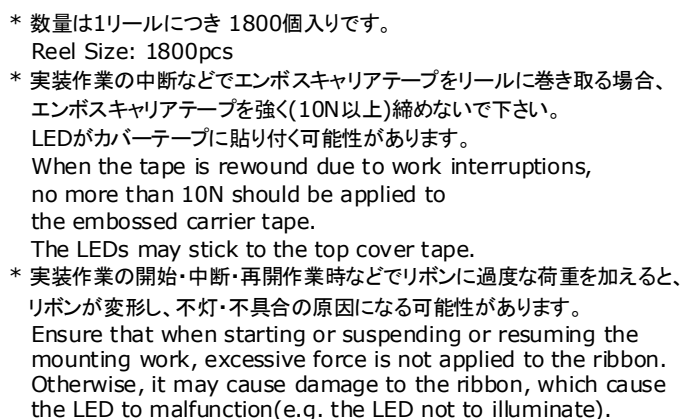 * 数量は1リールにつき 1800個入りです。
Reel Size: 1800pcs
* 実装作業の中断などでエンボスキャリアテープをリールに巻き取る場合、
エンボスキャリアテープを強く(10N以上)締めないで下さい。
LEDがカバーテープに貼り付く可能性があります。
When the tape is rewound due to work interruptions,
no more than 10N should be applied to
the embossed carrier tape.
The LEDs may stick to the top cover tape.
* 実装作業の開始・中断・再開作業時などでリボンに過度な荷重を加えると、
リボンが変形し、不灯・不具合の原因になる可能性があります。
Ensure that when starting or suspending or resuming the
mounting work, excessive force is not applied to the ribbon.
Otherwise, it may cause damage to the ribbon, which cause
the LED to malfunction(e.g. the LED not to illuminate).